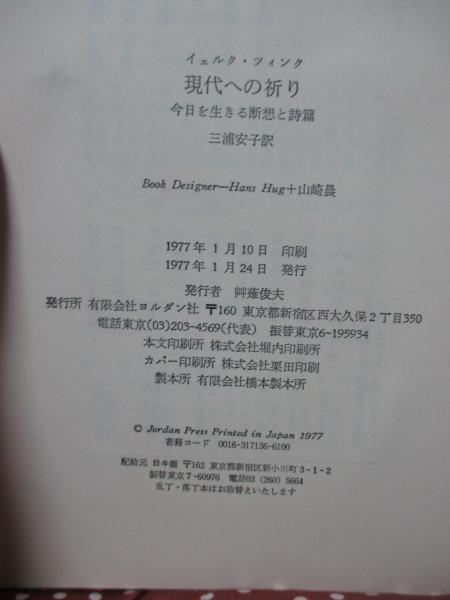 イェルク・ツィンク
現代への祈り
今日を生きる断想と詩篇
三浦安子訳
Book Designer—Hans Hug+山崎晨
1977年 1月10日 印刷
1977年 1月24日 発行
発行者 艸薙俊夫
発行所 有限会社ヨルダン社 〒160 東京都新宿区西大久保2丁目350
電話東京(03)203-4569(代表) 振替東京6-195934
本文印刷所 株式会社堀内印刷所
カバー印刷所 株式会社栗田印刷
製本所 有限会社橋本製本所
© Jordan Press Printed in Japan 1977
書籍コード 0016-317136-6100
配給元 日キ販 〒162 東京都新宿区新小川町3-1-2
振替東京7-60976 電話03(260)5664
乱丁・落丁本はお取替えいたします